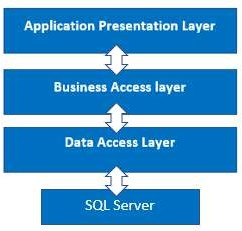 Application Presentation Layer
Business Access layer
Data Access Layer
SQL Server